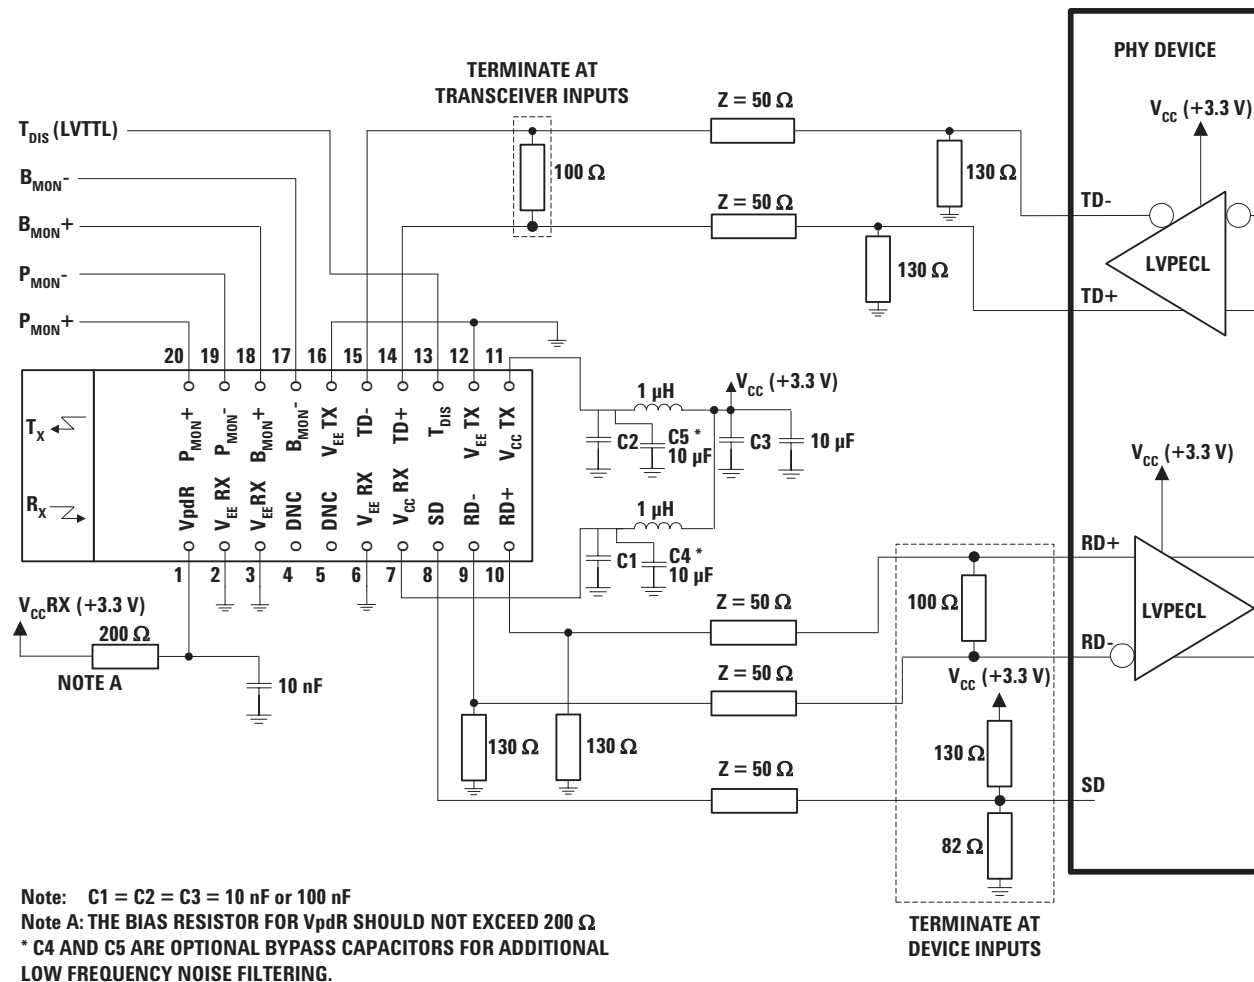 PHY DEVICE
TERMINATE AT
TRANSCEIVER INPUTS
Z = 50 Ω
V_CC (+3.3 V)
T_DIS (LVTTL)
100 Ω
130 Ω
B_MON-
Z = 50 Ω
TD-
B_MON+
LVPECL
P_MON-
130 Ω
TD+
P_MON+
20 19 18 17 16 15 14 13 12 11
1 µH
V_CC (+3.3 V)
T_X
P_MON+
P_MON-
B_MON+
B_MON-
V_EE TX
TD-
TD+
T_DIS
V_EE TX
V_CC TX
C2
C5 *
10 µF
C3
10 µF
V_CC (+3.3 V)
R_X
VpdR
V_EE RX
V_EE RX
DNC
DNC
V_EE RX
V_CC RX
SD
RD-
RD+
1 µH
C1
C4 *
10 µF
RD+
1 2 3 4 5 6 7 8 9 10
V_CC RX (+3.3 V)
200 Ω
NOTE A
10 nF
Z = 50 Ω
100 Ω
LVPECL
RD-
V_CC (+3.3 V)
Z = 50 Ω
130 Ω
130 Ω
130 Ω
Z = 50 Ω
SD
82 Ω
TERMINATE AT
DEVICE INPUTS
Note: C1 = C2 = C3 = 10 nF or 100 nF
Note A: THE BIAS RESISTOR FOR VpdR SHOULD NOT EXCEED 200 Ω
* C4 AND C5 ARE OPTIONAL BYPASS CAPACITORS FOR ADDITIONAL
LOW FREQUENCY NOISE FILTERING.